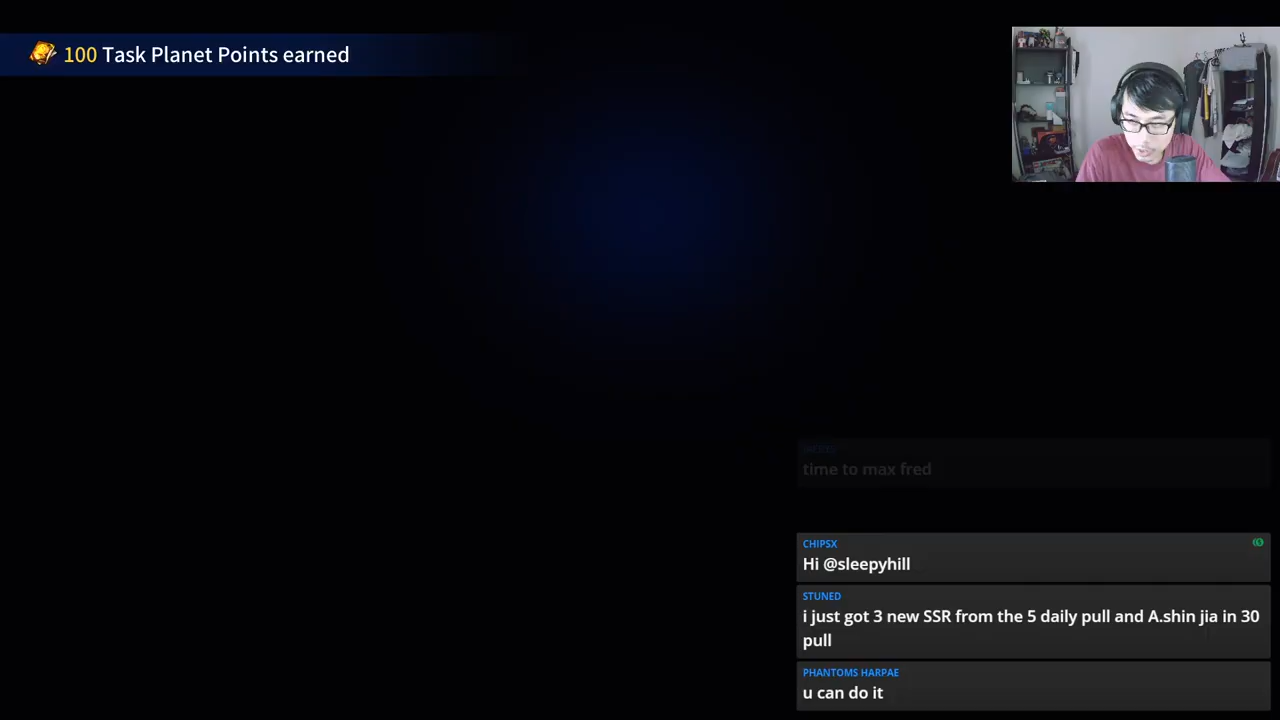 100 Task Planet Points earned
time to max fred
CHIPSX
Hi @sleepyhill
STUNED
i just got 3 new SSR from the 5 daily pull and A.shin jia in 30
pull
PHANTOMS HARPAE
u can do it